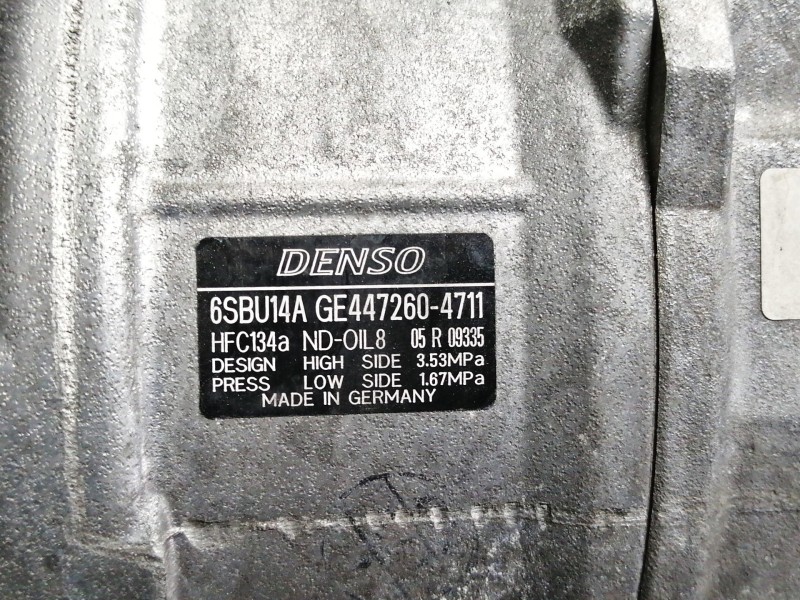 DENSO
6SBU14A GE447260-4711
HFC134a ND-OIL8 05 R 09335
DESIGN HIGH SIDE 3.53MPa
PRESS LOW SIDE 1.67MPa
MADE IN GERMANY